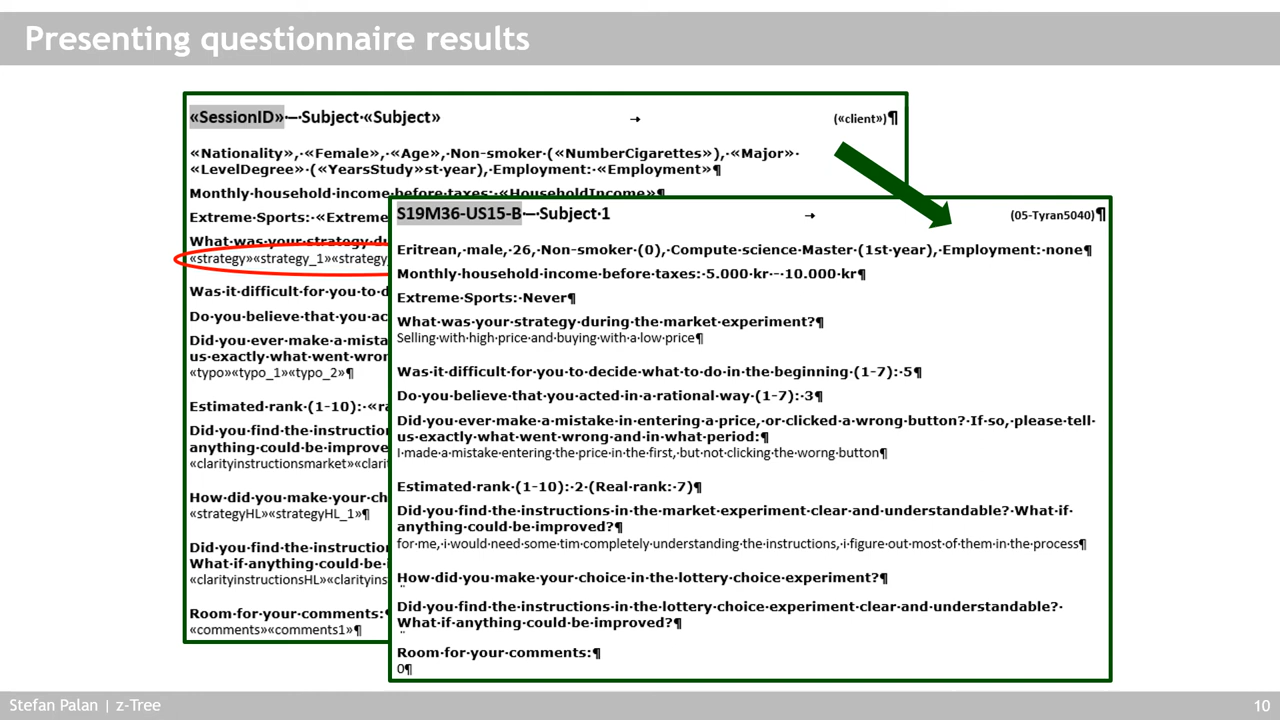 Presenting questionnaire results
«SessionID»·–·Subject·«Subject» → («client»)¶
«Nationality»,·«Female»,·«Age»,·Non-smoker·(«NumberCigarettes»),·«Major»·
«LevelDegree»·(«YearsStudy»st·year),·Employment:·«Employment»¶
Monthly·household·income·before·taxes:·«HouseholdIncome»¶
Extreme·Sports:·«Extreme
What·was·your·strategy·du
«strategy»«strategy_1»«strategy_
Was·it·difficult·for·you·to·d
Do·you·believe·that·you·ac
Did·you·ever·make·a·mista
us·exactly·what·went·wron
«typo»«typo_1»«typo_2»¶
Estimated·rank·(1-10):·«ra
Did·you·find·the·instruction
anything·could·be·improve
«clarityinstructionsmarket»«clarit
How·did·you·make·your·ch
«strategyHL»«strategyHL_1»¶
Did·you·find·the·instruction
What·if·anything·could·be·i
«clarityinstructionsHL»«clarityins
Room·for·your·comments:¶
«comments»«comments1»¶
S19M36-US15-B·–·Subject·1 → (05-Tyran5040)¶
Eritrean,·male,·26,·Non-smoker·(0),·Compute·science·Master·(1st·year),·Employment:·none¶
Monthly·household·income·before·taxes:·5.000·kr·-·10.000·kr¶
Extreme·Sports:·Never¶
What·was·your·strategy·during·the·market·experiment?¶
Selling·with·high·price·and·buying·with·a·low·price¶
Was·it·difficult·for·you·to·decide·what·to·do·in·the·beginning·(1-7):·5¶
Do·you·believe·that·you·acted·in·a·rational·way·(1-7):·3¶
Did·you·ever·make·a·mistake·in·entering·a·price,·or·clicked·a·wrong·button?·If·so,·please·tell·
us·exactly·what·went·wrong·and·in·what·period:¶
I·made·a·mistake·entering·the·price·in·the·first,·but·not·clicking·the·worng·button¶
Estimated·rank·(1-10):·2·(Real·rank:·7)¶
Did·you·find·the·instructions·in·the·market·experiment·clear·and·understandable?·What·if·
anything·could·be·improved?¶
for·me,·i·would·need·some·tim·completely·understanding·the·instructions,·i·figure·out·most·of·them·in·the·process¶
How·did·you·make·your·choice·in·the·lottery·choice·experiment?¶
Did·you·find·the·instructions·in·the·lottery·choice·experiment·clear·and·understandable?·
What·if·anything·could·be·improved?¶
Room·for·your·comments:¶
0¶
Stefan Palan | z-Tree
10